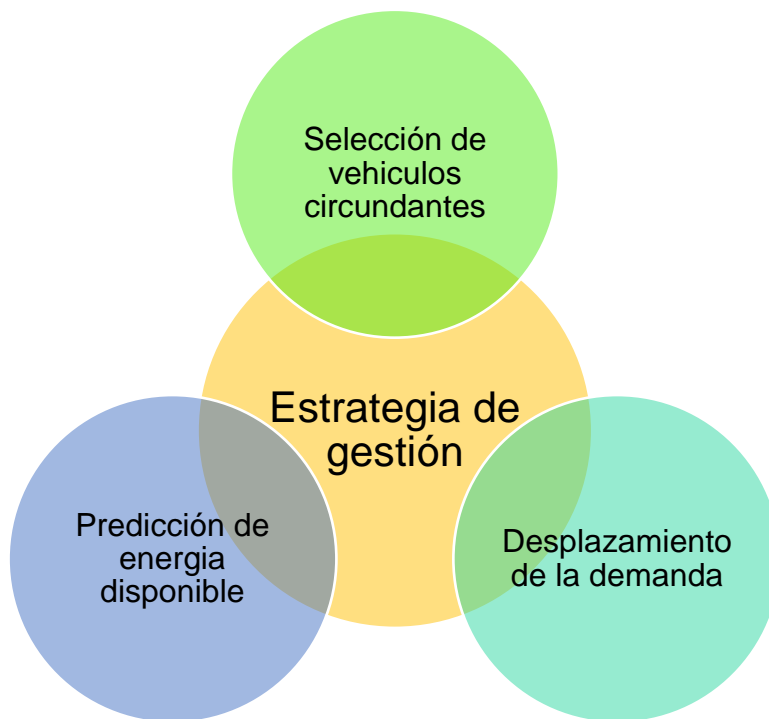 Selección de
vehiculos
circundantes
Estrategia de
gestión
Predicción de
energia
disponible
Desplazamiento
de la demanda